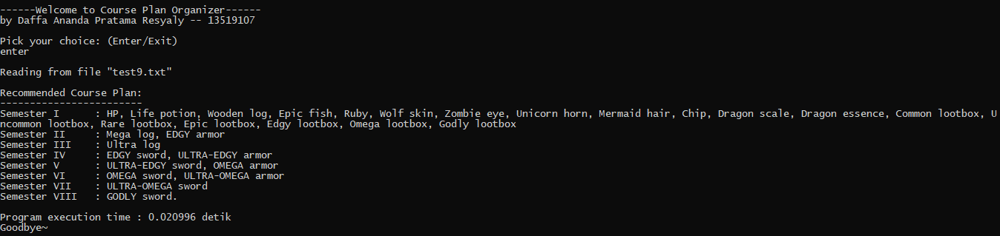 ------Welcome to Course Plan Organizer------
by Daffa Ananda Pratama Resyaly -- 13519107
Pick your choice: (Enter/Exit)
enter
Reading from file "test9.txt"
Recommended Course Plan:
------------------------
Semester I      : HP, Life potion, Wooden log, Epic fish, Ruby, Wolf skin, Zombie eye, Unicorn horn, Mermaid hair, Chip, Dragon scale, Dragon essence, Common lootbox, U
ncommon lootbox, Rare lootbox, Epic lootbox, Edgy lootbox, Omega lootbox, Godly lootbox
Semester II     : Mega log, EDGY armor
Semester III    : Ultra log
Semester IV     : EDGY sword, ULTRA-EDGY armor
Semester V      : ULTRA-EDGY sword, OMEGA armor
Semester VI     : OMEGA sword, ULTRA-OMEGA armor
Semester VII    : ULTRA-OMEGA sword
Semester VIII   : GODLY sword.
Program execution time : 0.020996 detik
Goodbye~